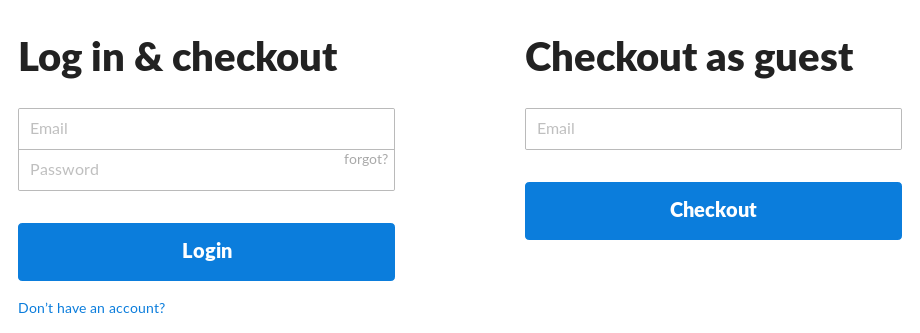 Log in & checkout
Email
Password
forgot?
Login
Don't have an account?
Checkout as guest
Email
Checkout